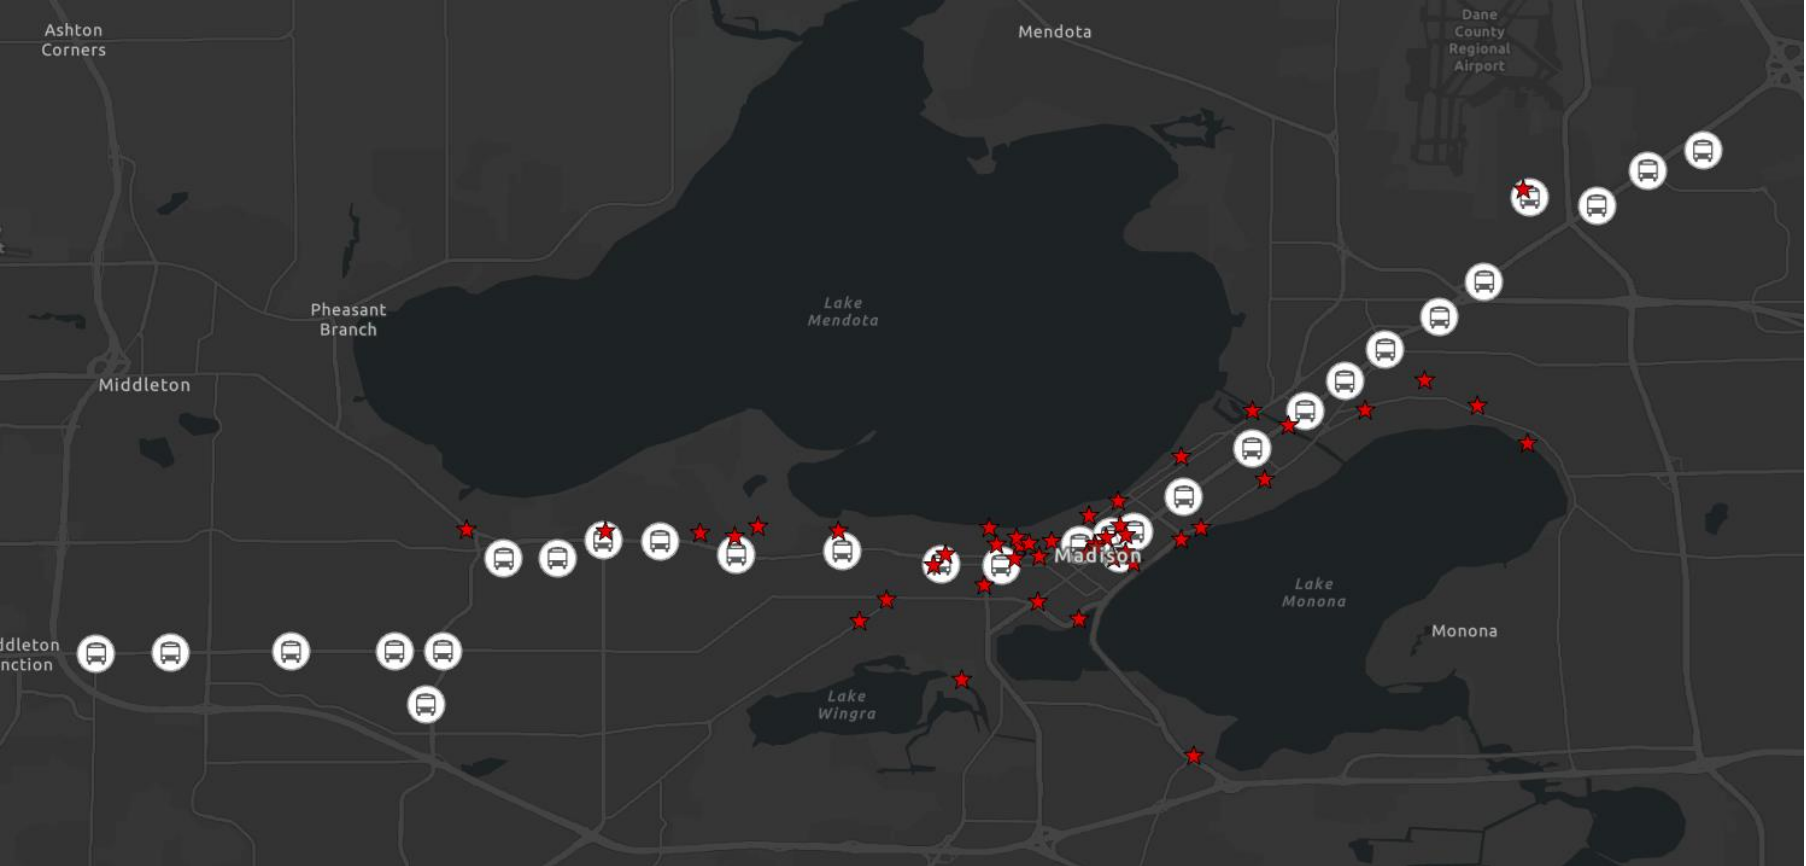 Ashton
Corners
Mendota
Dane
County
Regional
Airport
Lake
Mendota
Pheasant
Branch
Middleton
Madison
Lake
Monona
Monona
ddleton
nction
Lake
Wingra